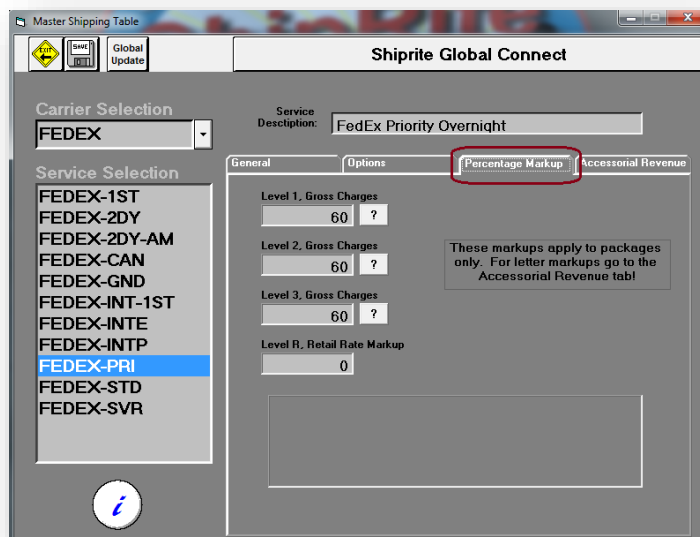 Master Shipping Table
EXIT
SAVE
Global
Update
Shiprite Global Connect
Carrier Selection
FEDEX
Service
Desctiption:
FedEx Priority Overnight
Service Selection
FEDEX-1ST
FEDEX-2DY
FEDEX-2DY-AM
FEDEX-CAN
FEDEX-GND
FEDEX-INT-1ST
FEDEX-INTE
FEDEX-INTP
FEDEX-PRI
FEDEX-STD
FEDEX-SVR
i
General Options Percentage Markup Accessorial Revenue
Level 1, Gross Charges
60 ?
Level 2, Gross Charges
60 ?
Level 3, Gross Charges
60 ?
Level R, Retail Rate Markup
0
These markups apply to packages
only. For letter markups go to the
Accessorial Revenue tab!